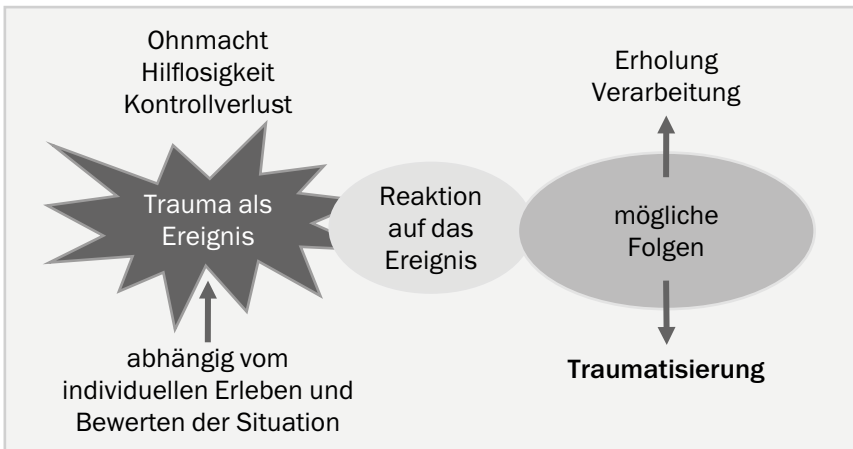 Ohnmacht
Hilflosigkeit
Kontrollverlust
Trauma als
Ereignis
abhängig vom
individuellen Erleben und
Bewerten der Situation
Reaktion
auf das
Ereignis
Erholung
Verarbeitung
mögliche
Folgen
Traumatisierung